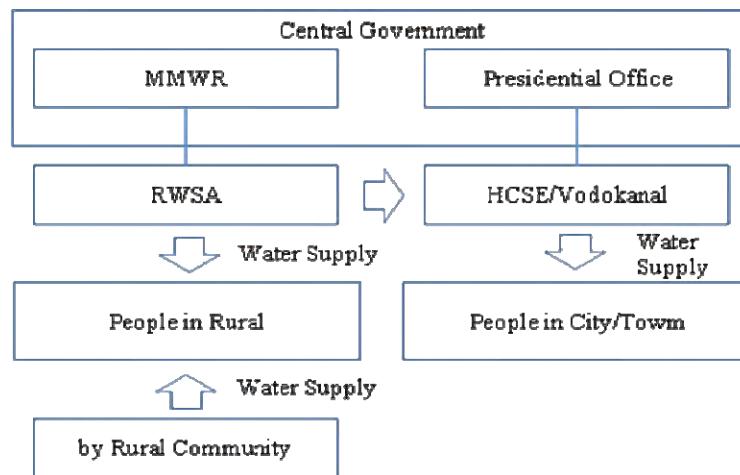 Central Government
MMWR
Presidential Office
RWSA
HCSE/Vodokanal
Water Supply
Water
Supply
People in Rural
People in City/Towm
Water Supply
by Rural Community